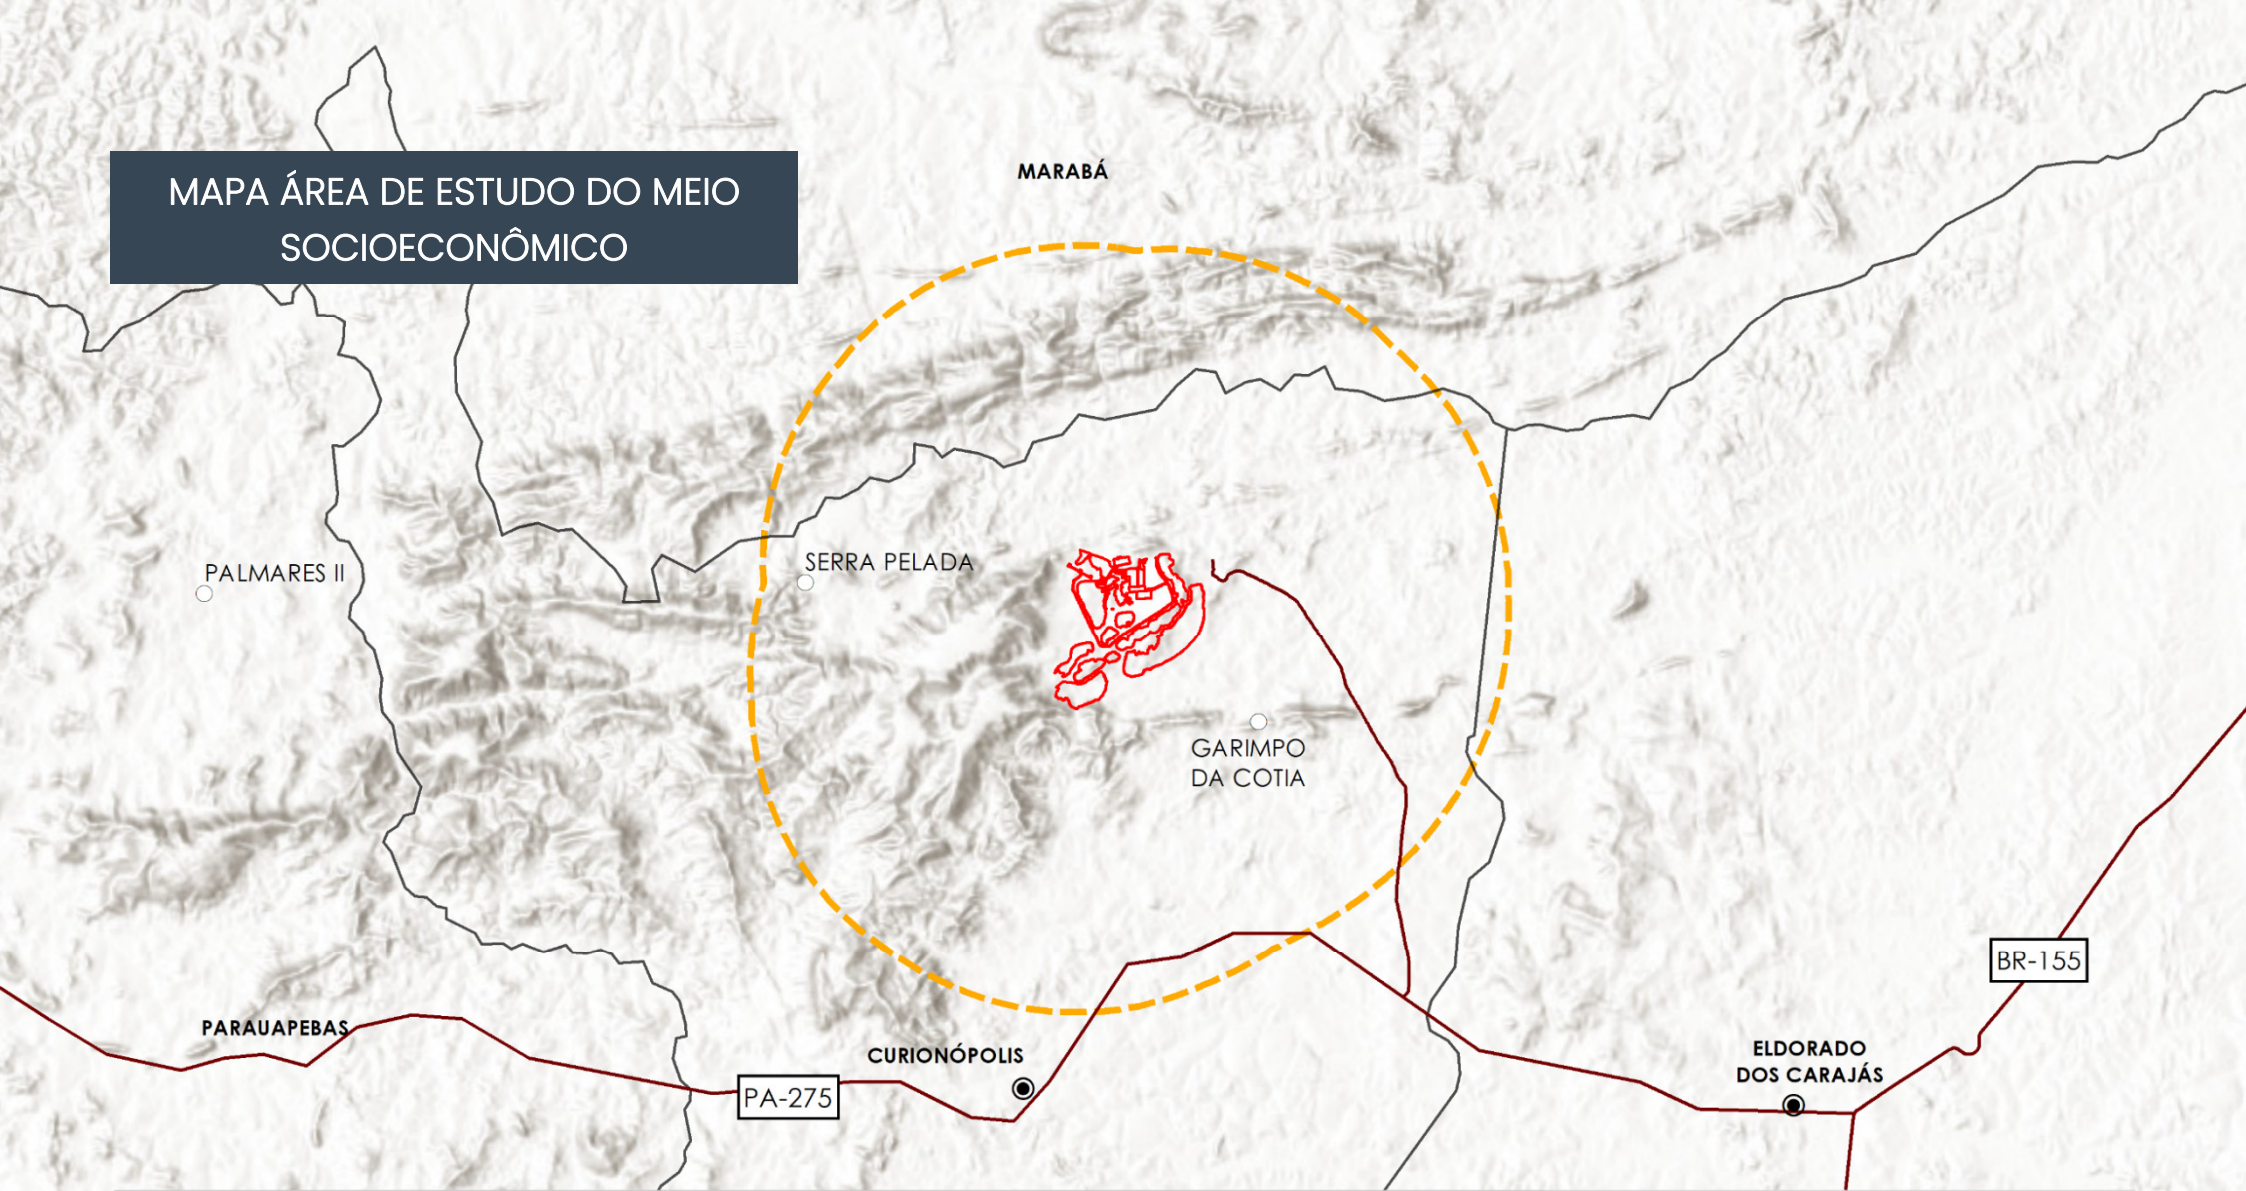 MAPA ÁREA DE ESTUDO DO MEIO
SOCIOECONÔMICO
MARABÁ
SERRA PELADA
PALMARES II
GARIMPO
DA COTIA
BR-155
PARAUAPEBAS
CURIONÓPOLIS
ELDORADO
DOS CARAJÁS
PA-275